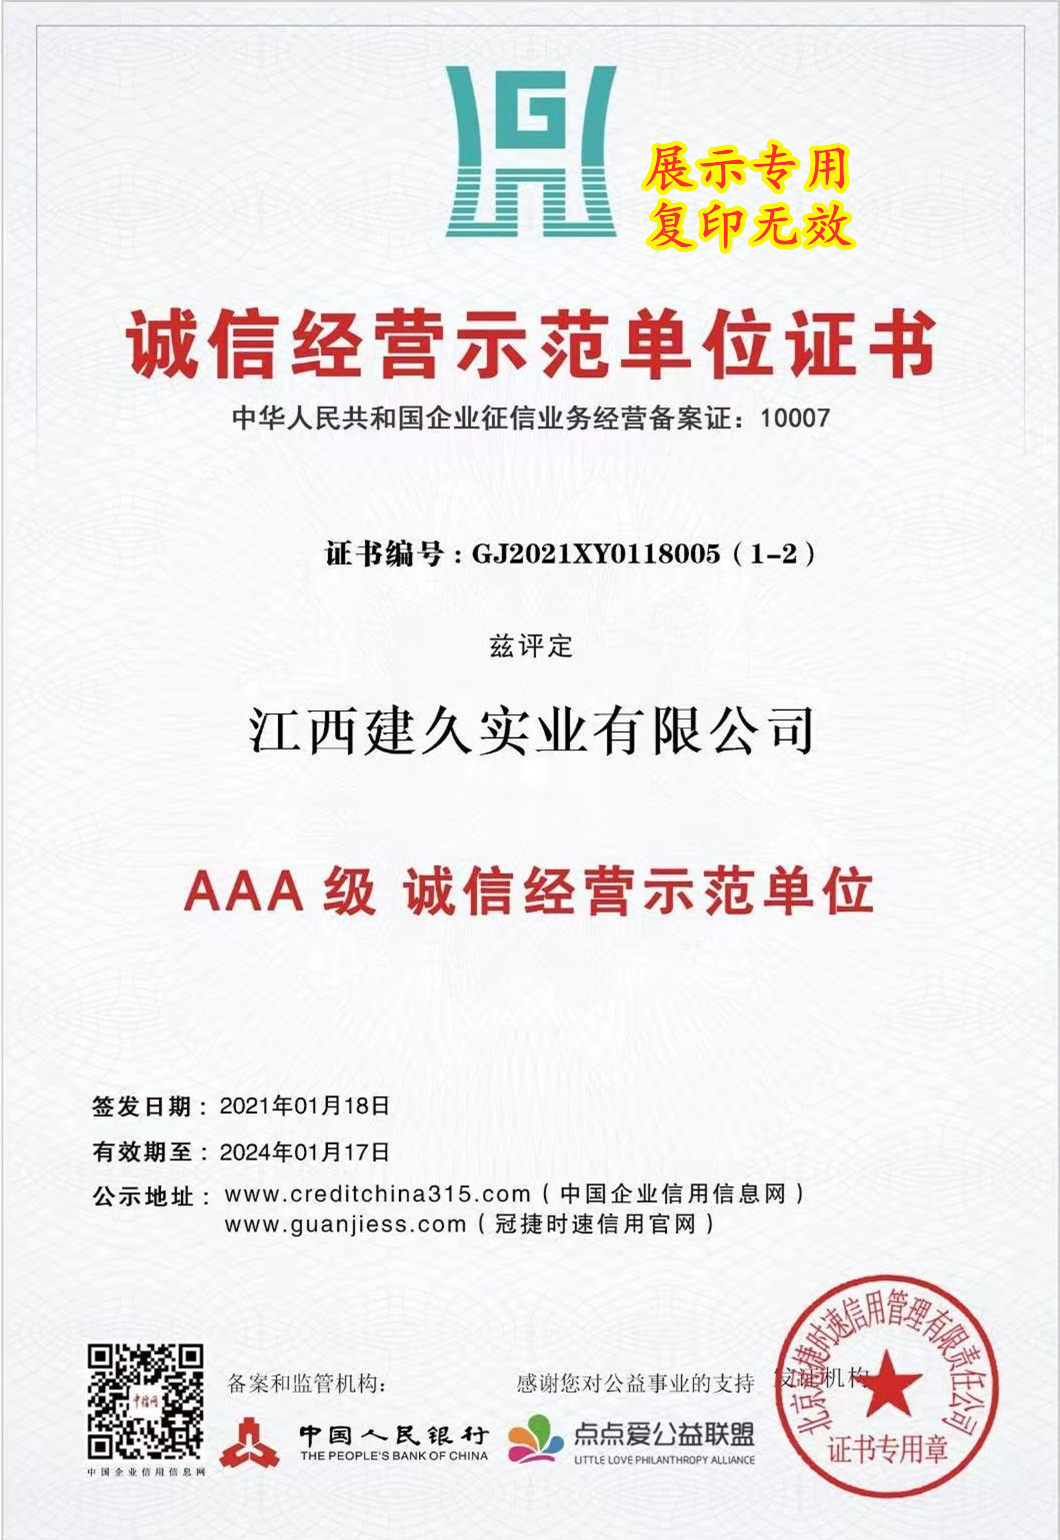 展示专用
复印无效
诚信经营示范单位证书
中华人民共和国企业征信业务经营备案证：10007
证书编号：GJ2021XY0118005（1-2）
兹评定
江西建久实业有限公司
AAA 级 诚信经营示范单位
签发日期：2021年01月18日
有效期至：2024年01月17日
公示地址：www.creditchina315.com（中国企业信用信息网）
www.guanjiess.com（冠捷时速信用官网）
备案和监管机构：
中国人民银行
THE PEOPLE'S BANK OF CHINA
感谢您对公益事业的支持
点点爱公益联盟
LITTLE LOVE PHILANTHROPY ALLIANCE
发证机构
北京冠捷时速信用管理有限责任公司
证书专用章
中国企业信用信息网